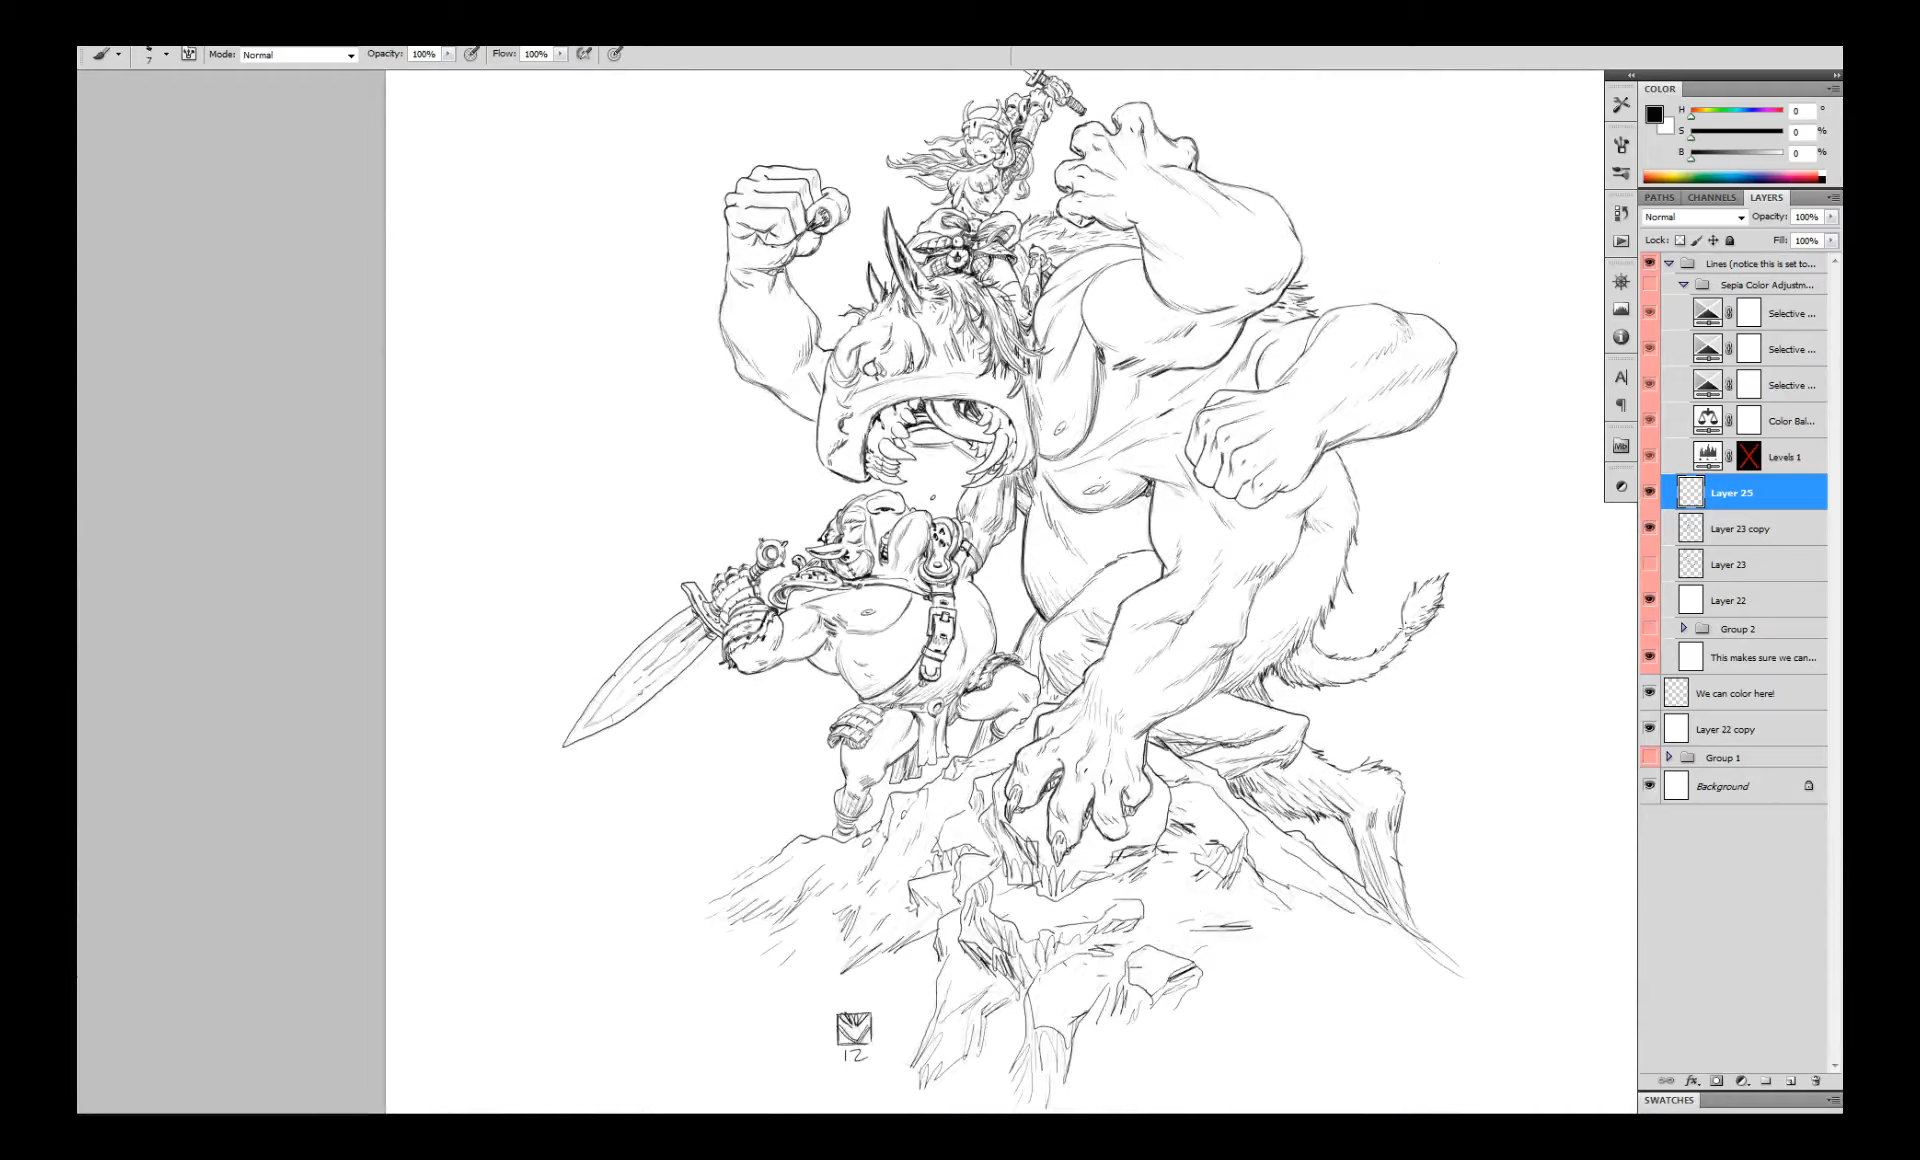 7 Mode: Normal Opacity: 100% Flow: 100%
COLOR
H 0 °
S 0 %
B 0 %
PATHS CHANNELS LAYERS
Normal Opacity: 100%
Lock: Fill: 100%
Lines (notice this is set to...
Sepia Color Adjustm...
Selective ...
Selective ...
Selective ...
Color Bal...
Levels 1
Layer 25
Layer 23 copy
Layer 23
Layer 22
Group 2
This makes sure we can...
We can color here!
Layer 22 copy
Group 1
Background
SWATCHES
12